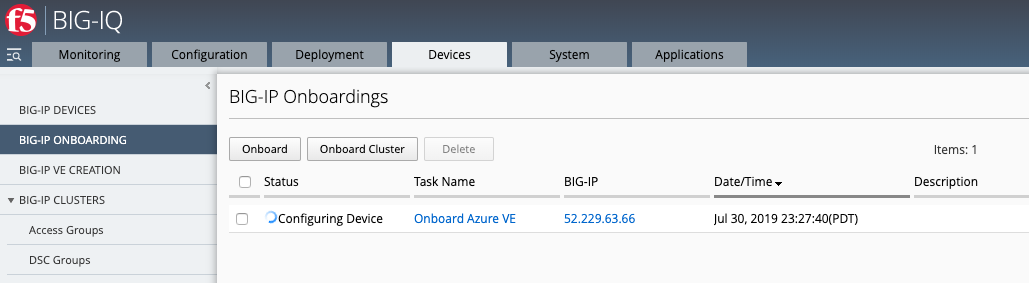 f5 BIG-IQ
Monitoring Configuration Deployment Devices System Applications
BIG-IP DEVICES
BIG-IP ONBOARDING
BIG-IP VE CREATION
BIG-IP CLUSTERS
Access Groups
DSC Groups
BIG-IP Onboardings
Onboard Onboard Cluster Delete Items: 1
Status Task Name BIG-IP Date/Time Description
Configuring Device Onboard Azure VE 52.229.63.66 Jul 30, 2019 23:27:40(PDT)